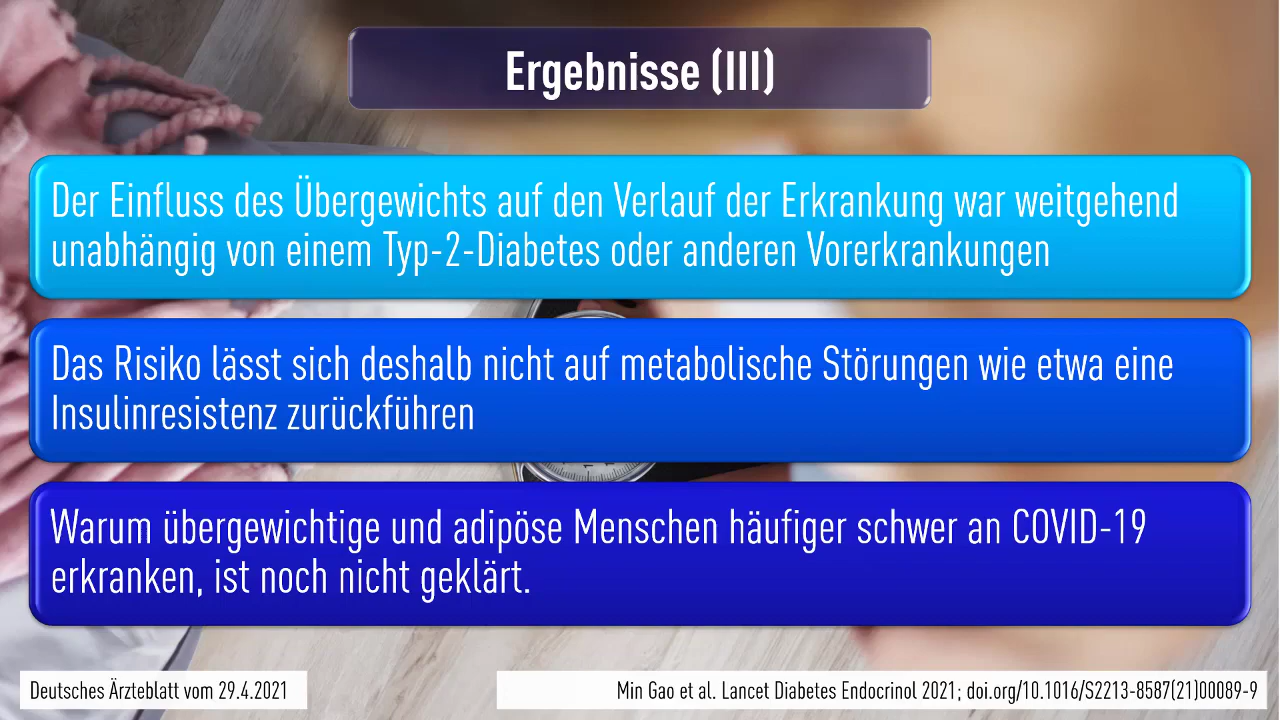 Ergebnisse (III)
Der Einfluss des Übergewichts auf den Verlauf der Erkrankung war weitgehend
unabhängig von einem Typ-2-Diabetes oder anderen Vorerkrankungen
Das Risiko lässt sich deshalb nicht auf metabolische Störungen wie etwa eine
Insulinresistenz zurückführen
Warum übergewichtige und adipöse Menschen häufiger schwer an COVID-19
erkranken, ist noch nicht geklärt.
Deutsches Ärzteblatt vom 29.4.2021
Min Gao et al. Lancet Diabetes Endocrinol 2021; doi.org/10.1016/S2213-8587(21)00089-9